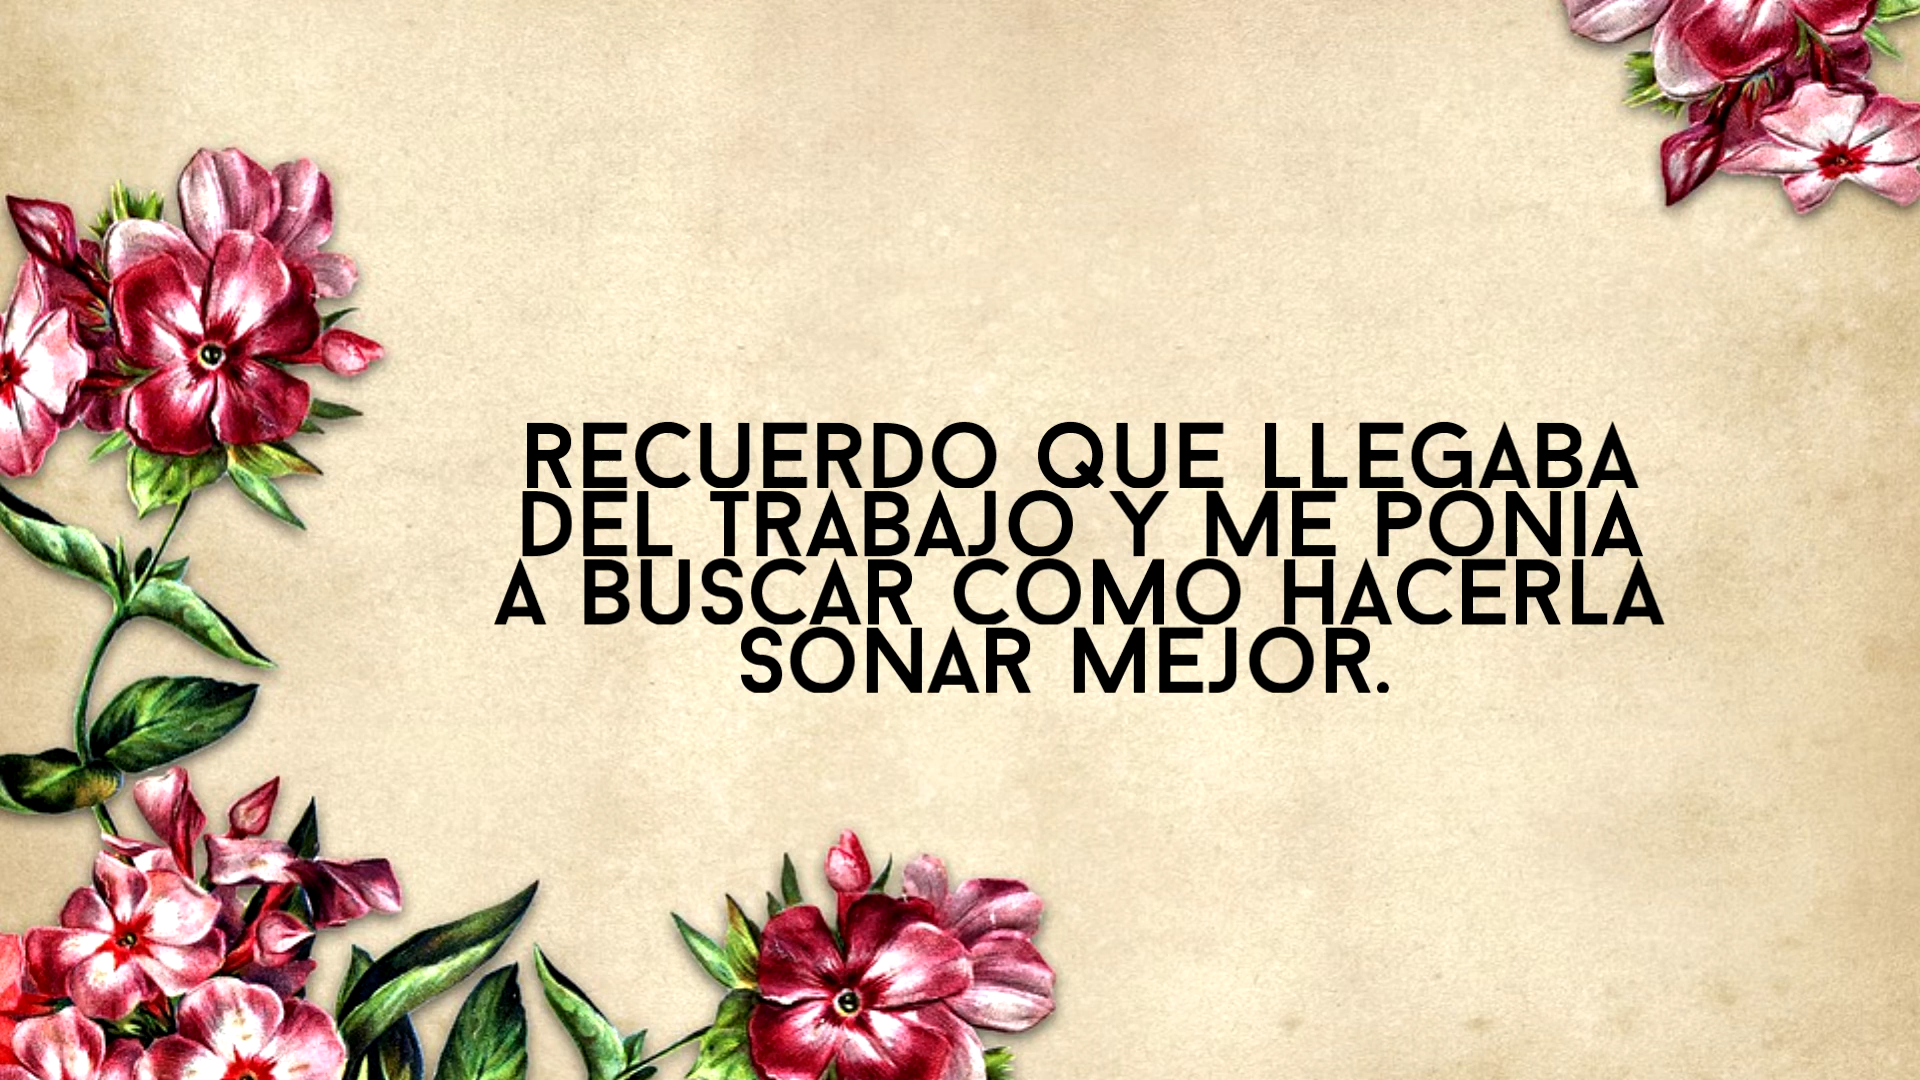 RECUERDO QUE LLEGABA
DEL TRABAJO Y ME PONIA
A BUSCAR COMO HACERLA
SONAR MEJOR.